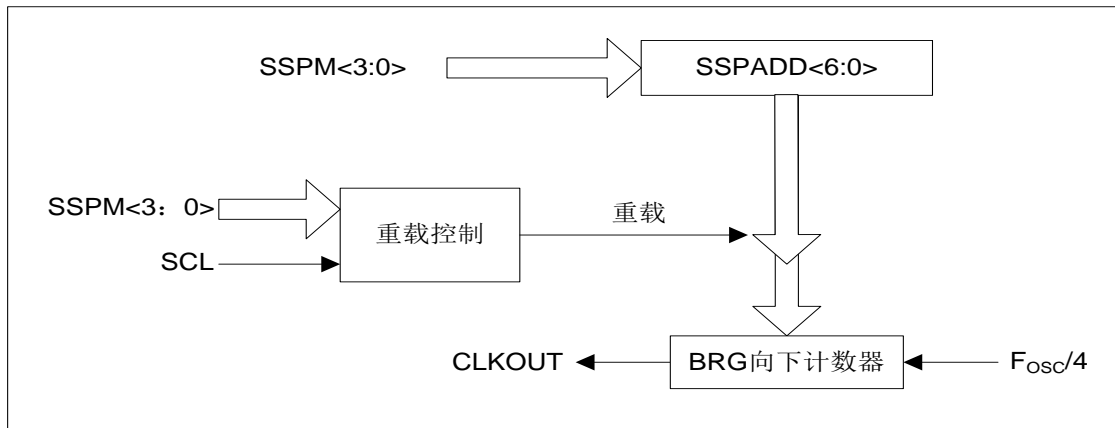 SSPM<3:0>
SSPADD<6:0>
SSPM<3：0>
重载控制
重载
SCL
CLKOUT
BRG向下计数器
FOSC/4